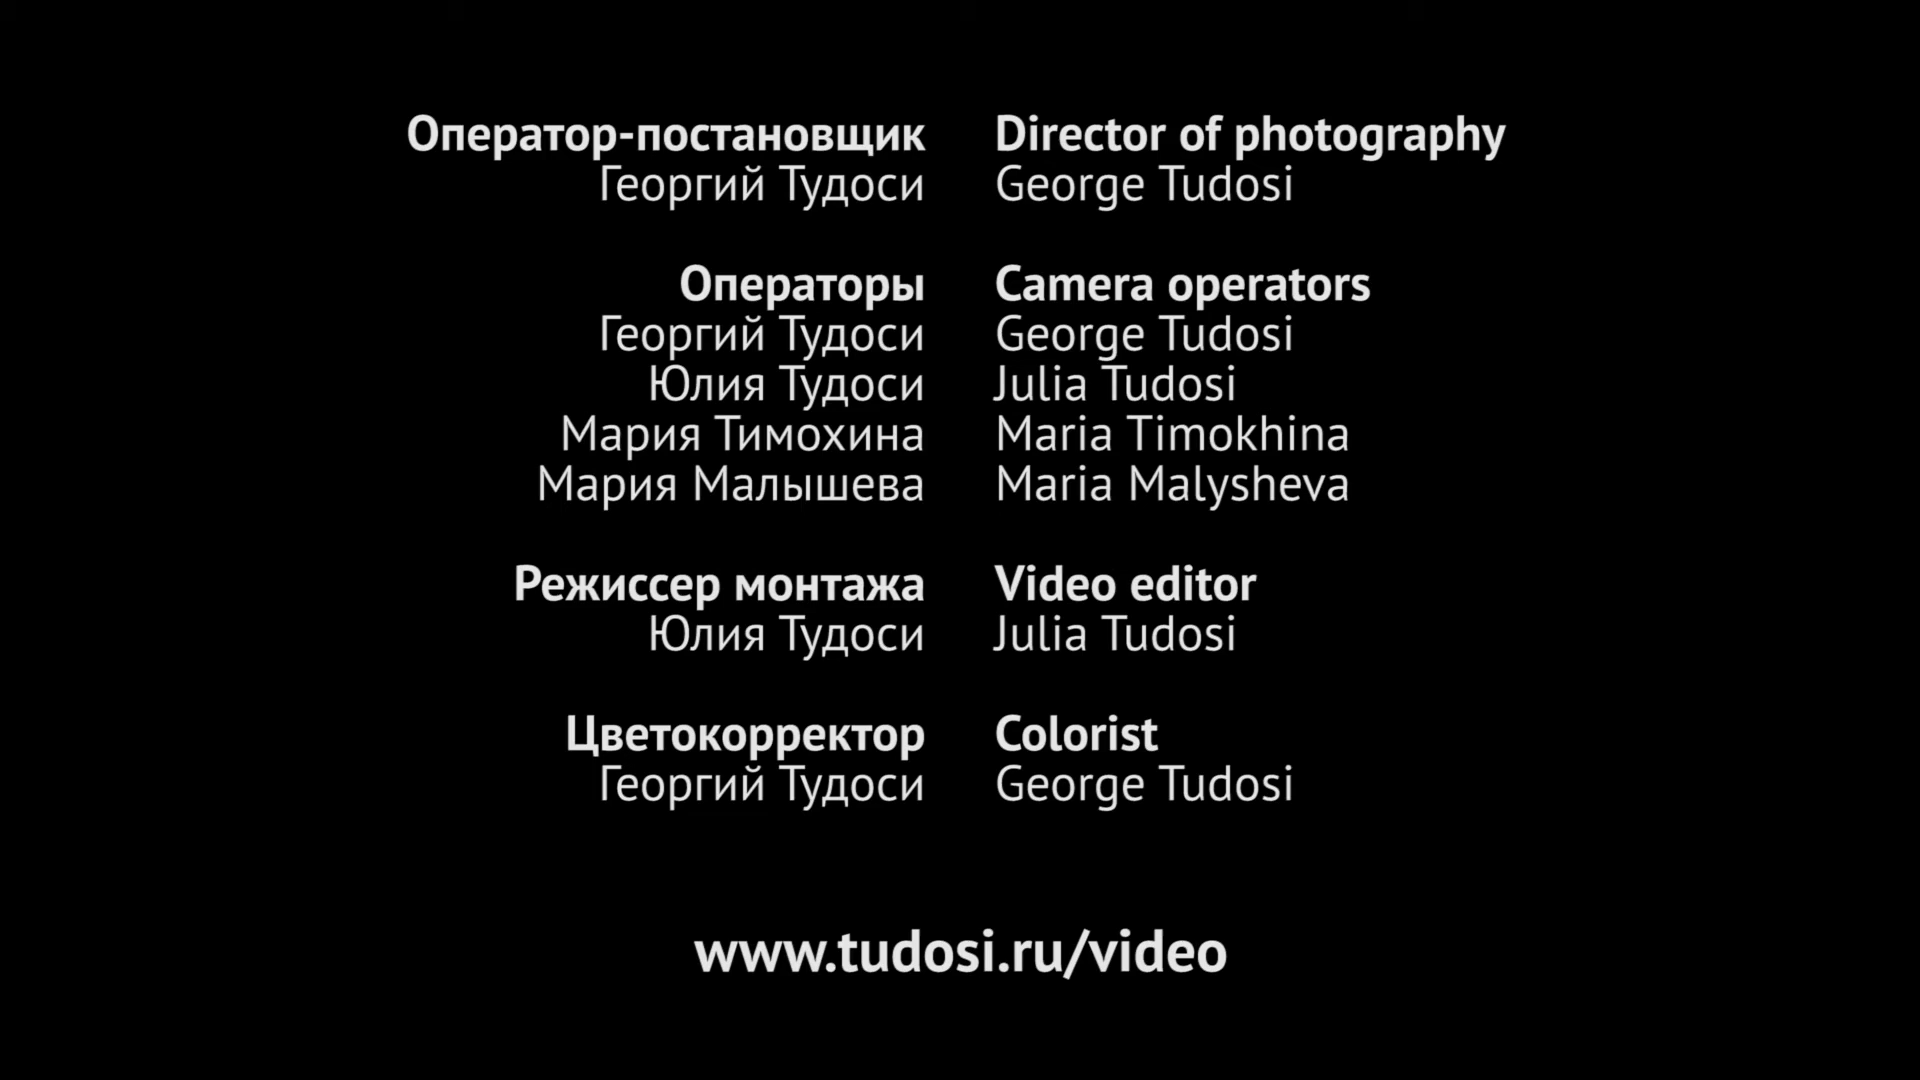 Оператор-постановщик Director of photography
Георгий Тудоси George Tudosi
Операторы Camera operators
Георгий Тудоси George Tudosi
Юлия Тудоси Julia Tudosi
Мария Тимохина Maria Timokhina
Мария Малышева Maria Malysheva
Режиссер монтажа Video editor
Юлия Тудоси Julia Tudosi
Цветокорректор Colorist
Георгий Тудоси George Tudosi
www.tudosi.ru/video